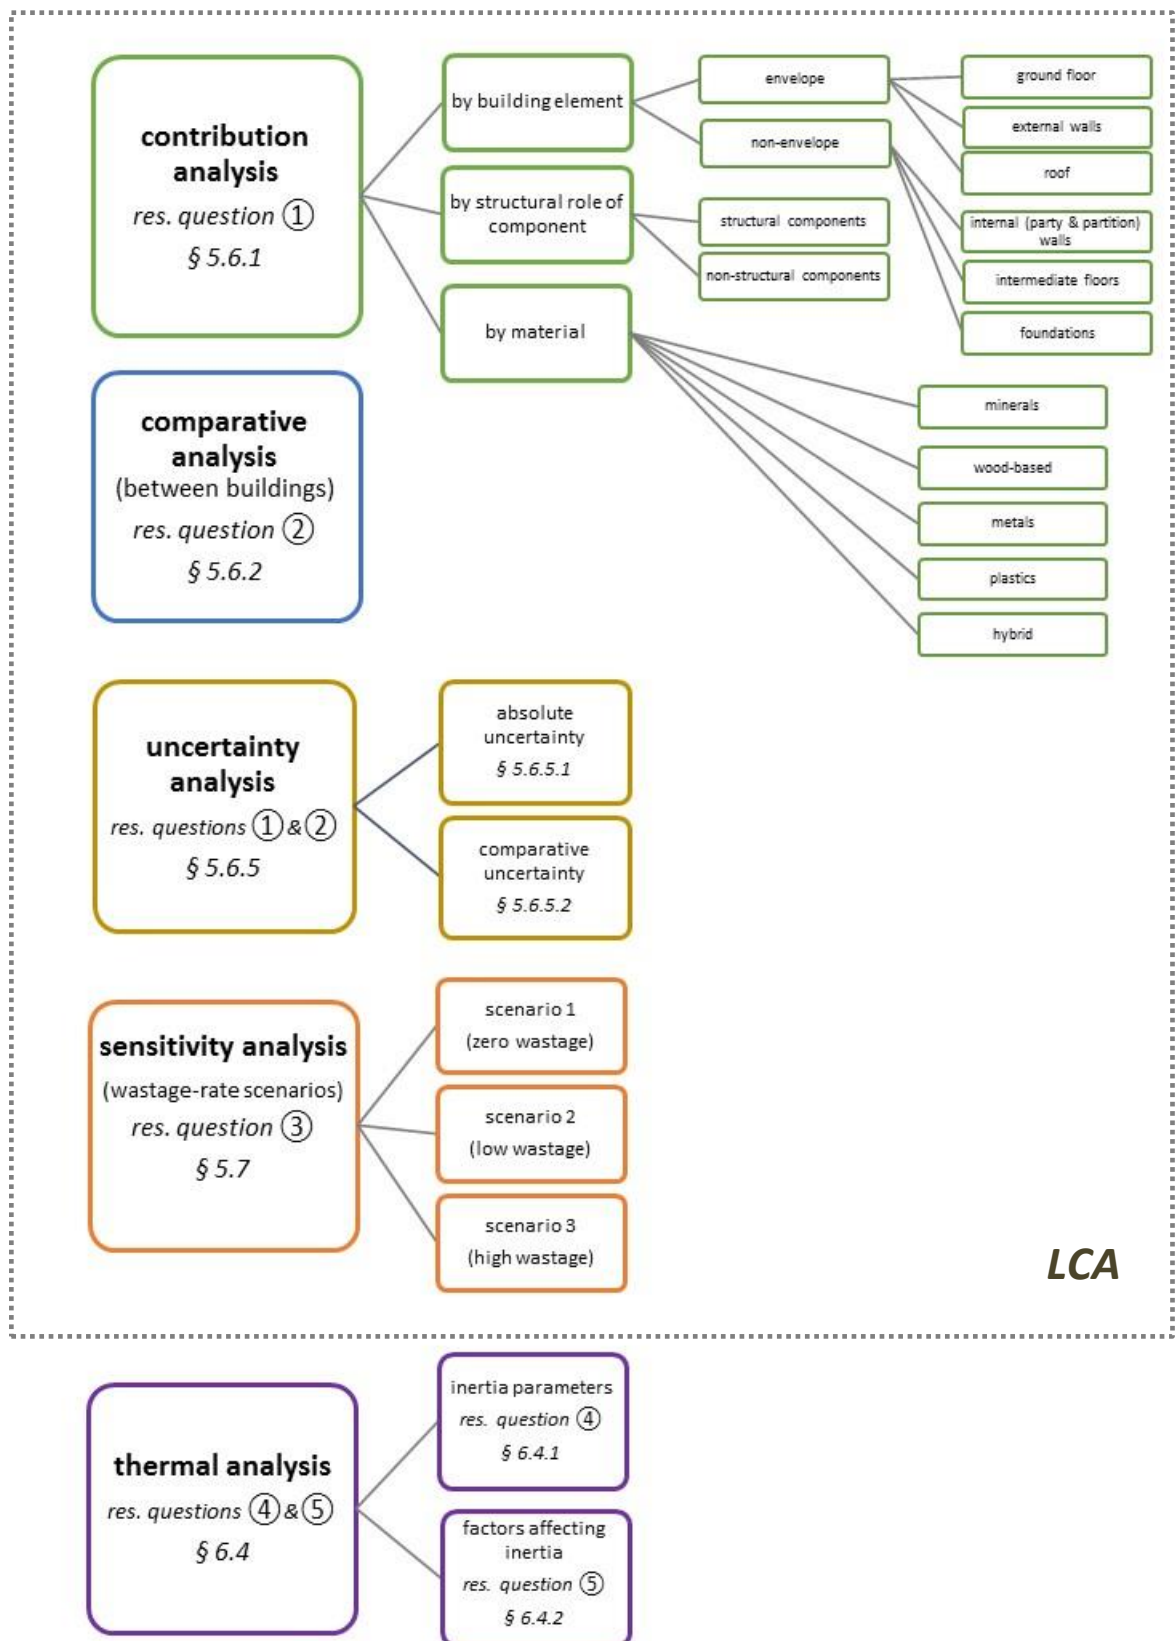 contribution
analysis
res. question ①
§ 5.6.1
by building element
envelope
ground floor
external walls
roof
non-envelope
internal (party & partition)
walls
intermediate floors
foundations
by structural role of
component
structural components
non-structural components
by material
minerals
wood-based
metals
plastics
hybrid
comparative
analysis
(between buildings)
res. question ②
§ 5.6.2
uncertainty
analysis
res. questions ①&②
§ 5.6.5
absolute
uncertainty
§ 5.6.5.1
comparative
uncertainty
§ 5.6.5.2
sensitivity analysis
(wastage-rate scenarios)
res. question ③
§ 5.7
scenario 1
(zero wastage)
scenario 2
(low wastage)
scenario 3
(high wastage)
LCA
thermal analysis
res. questions ④&⑤
§ 6.4
inertia parameters
res. question ④
§ 6.4.1
factors affecting
inertia
res. question ⑤
§ 6.4.2